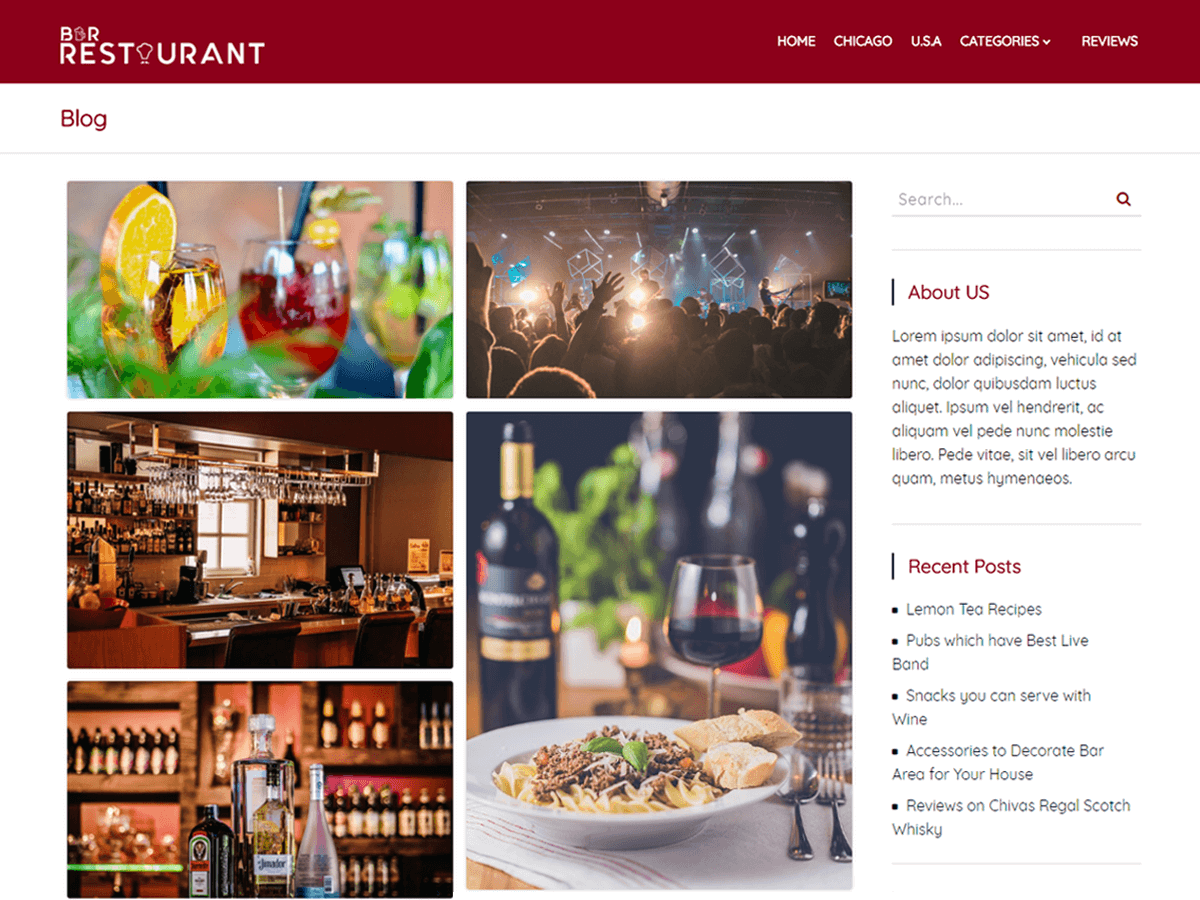 BAR
RESTAURANT
HOME CHICAGO U.S.A CATEGORIES REVIEWS
Blog
Search...
About US
Lorem ipsum dolor sit amet, id at
amet dolor adipiscing, vehicula sed
nunc, dolor quibusdam luctus
aliquet. Ipsum vel hendrerit, ac
aliquam vel pede nunc molestie
libero. Pede vitae, sit vel libero arcu
quam, metus hymenaeos.
Recent Posts
Lemon Tea Recipes
Pubs which have Best Live
Band
Snacks you can serve with
Wine
Accessories to Decorate Bar
Area for Your House
Reviews on Chivas Regal Scotch
Whisky
Jimador